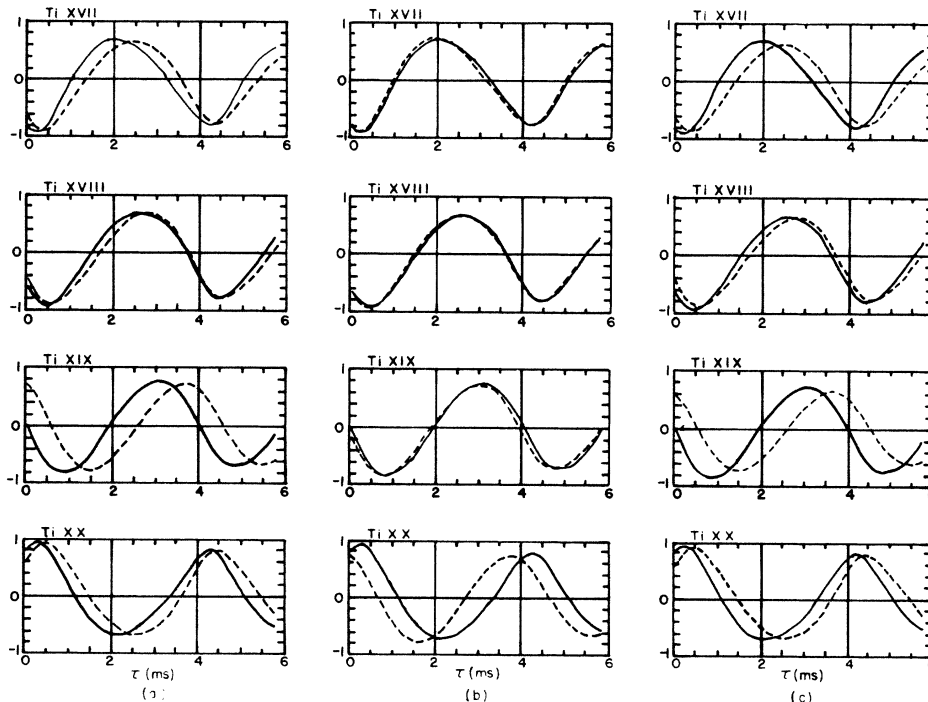 Ti XVII Ti XVII Ti XVII
1 1 1
0 0 0
-1 -1 -1
0 2 4 6 0 2 4 6 0 2 4
Ti XVIII Ti XVIII Ti XVIII
1 1 1
0 0 0
-1 -1 -1
0 2 4 6 0 2 4 6 0 2 4
Ti XIX Ti XIX Ti XIX
1 1 1
0 0 0
-1 -1 -1
0 2 4 6 0 2 4 6 0 2 4
Ti XX Ti XX Ti XX
1 1 1
0 0 0
-1 -1 -1
0 2 4 6 0 2 4 6 0 2 4
τ (ms) τ (ms) τ (ms)
(a) (b) (c)